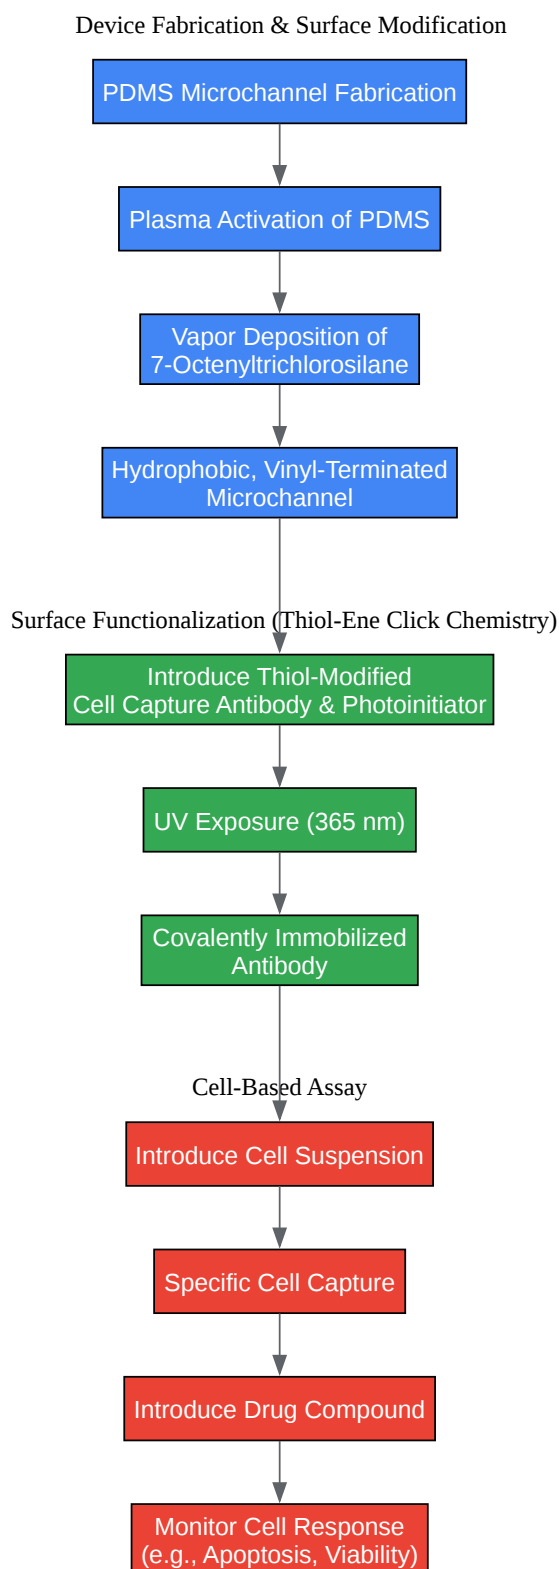 Device Fabrication & Surface Modification
PDMS Microchannel Fabrication
Plasma Activation of PDMS
Vapor Deposition of
7-Octenyltrichlorosilane
Hydrophobic, Vinyl-Terminated
Microchannel
Surface Functionalization (Thiol-Ene Click Chemistry)
Introduce Thiol-Modified
Cell Capture Antibody & Photoinitiator
UV Exposure (365 nm)
Covalently Immobilized
Antibody
Cell-Based Assay
Introduce Cell Suspension
Specific Cell Capture
Introduce Drug Compound
Monitor Cell Response
(e.g., Apoptosis, Viability)